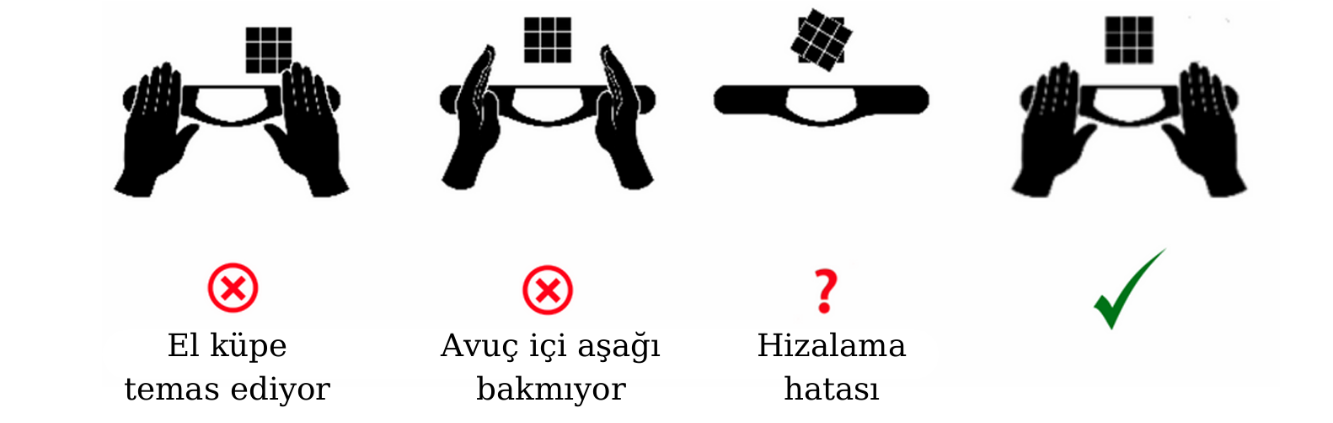 El küpe
temas ediyor
Avuç içi aşağı
bakmıyor
?
Hizalama
hatası